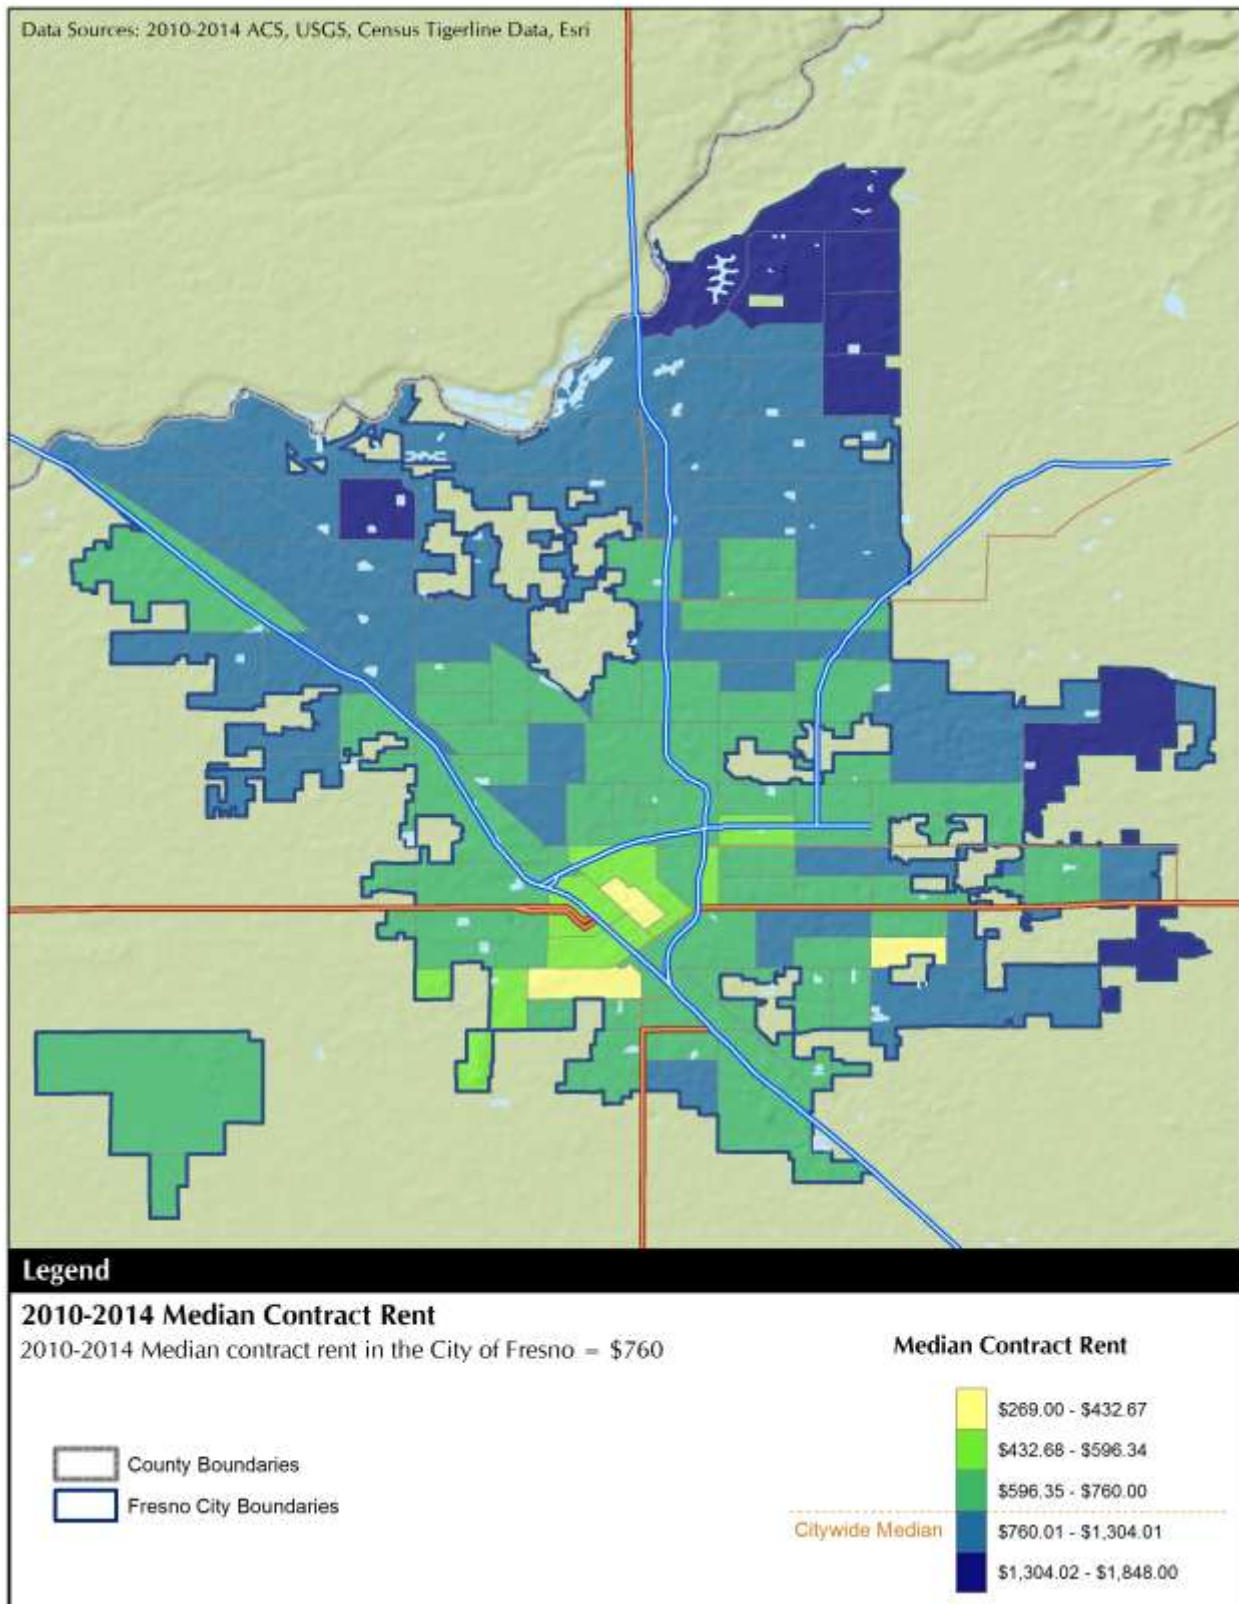 Data Sources: 2010-2014 ACS, USGS, Census Tigerline Data, Esri
Legend
2010-2014 Median Contract Rent
2010-2014 Median contract rent in the City of Fresno = $760
County Boundaries
Fresno City Boundaries
Median Contract Rent
$269.00 - $432.67
$432.68 - $596.34
$596.35 - $760.00
Citywide Median
$760.01 - $1,304.01
$1,304.02 - $1,848.00